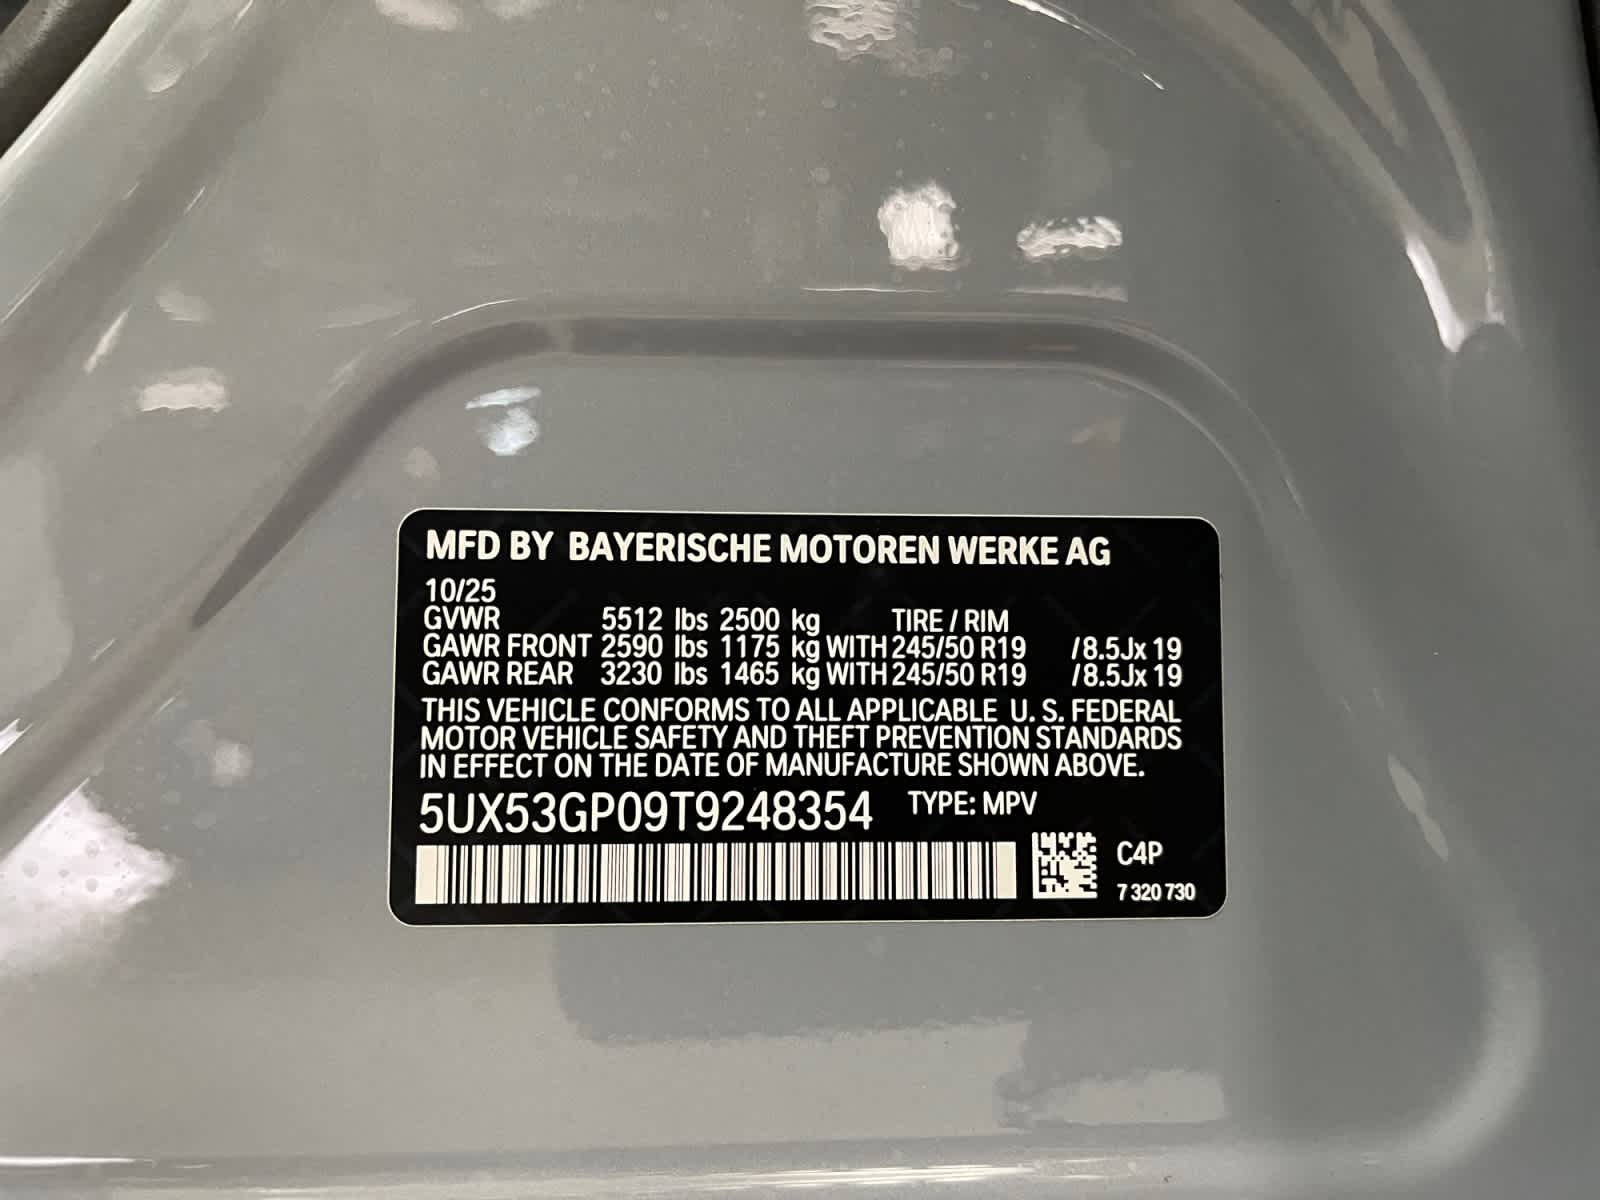 MFD BY BAYERISCHE MOTOREN WERKE AG
10/25
GVWR 5512 lbs 2500 kg TIRE / RIM
GAWR FRONT 2590 lbs 1175 kg WITH 245/50 R19 / 8.5Jx 19
GAWR REAR 3230 lbs 1465 kg WITH 245/50 R19 / 8.5Jx 19
THIS VEHICLE CONFORMS TO ALL APPLICABLE U. S. FEDERAL
MOTOR VEHICLE SAFETY AND THEFT PREVENTION STANDARDS
IN EFFECT ON THE DATE OF MANUFACTURE SHOWN ABOVE.
5UX53GP09T9248354 TYPE: MPV
C4P
7 320 730